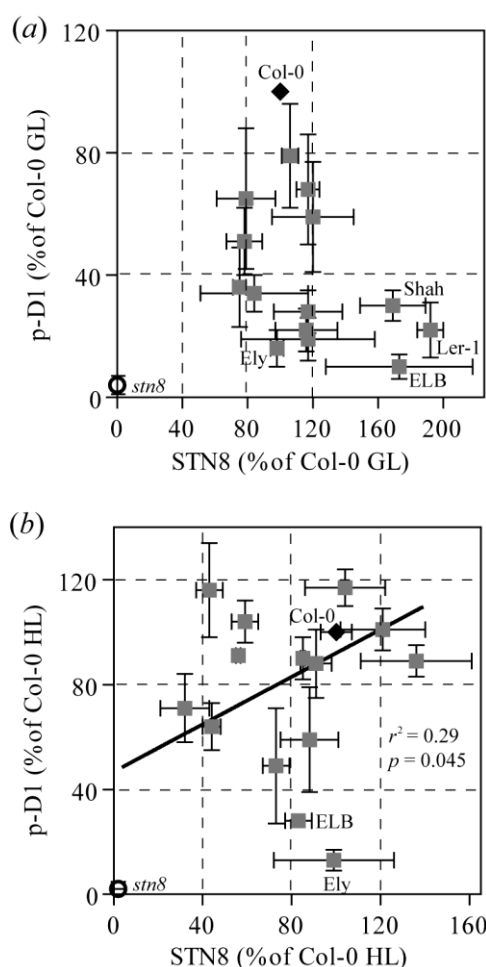 (a)
120
80
40
0
p-D1 (%of Col-0 GL)
Col-0
Shah
Ely
Ler-1
ELB
stn8
0 40 80 120 160 200
STN8 (%of Col-0 GL)
(b)
120
80
40
0
p-D1 (%of Col-0 HL)
Col-0
r² = 0.29
p = 0.045
ELB
Ely
stn8
40 80 120 160
STN8 (%of Col-0 HL)